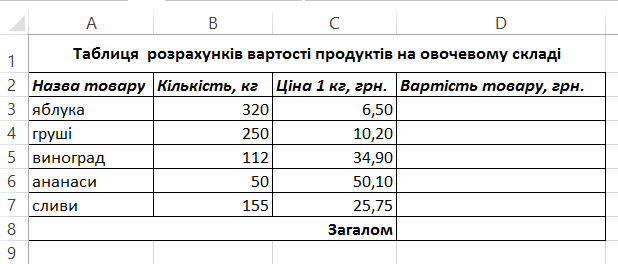 A B C D
1 Таблиця розрахунків вартості продуктів на овочевому складі
2 Назва товару Кількість, кг Ціна 1 кг, грн. Вартість товару, грн.
3 яблука 320 6,50
4 груші 250 10,20
5 виноград 112 34,90
6 ананаси 50 50,10
7 сливи 155 25,75
8 Загалом
9